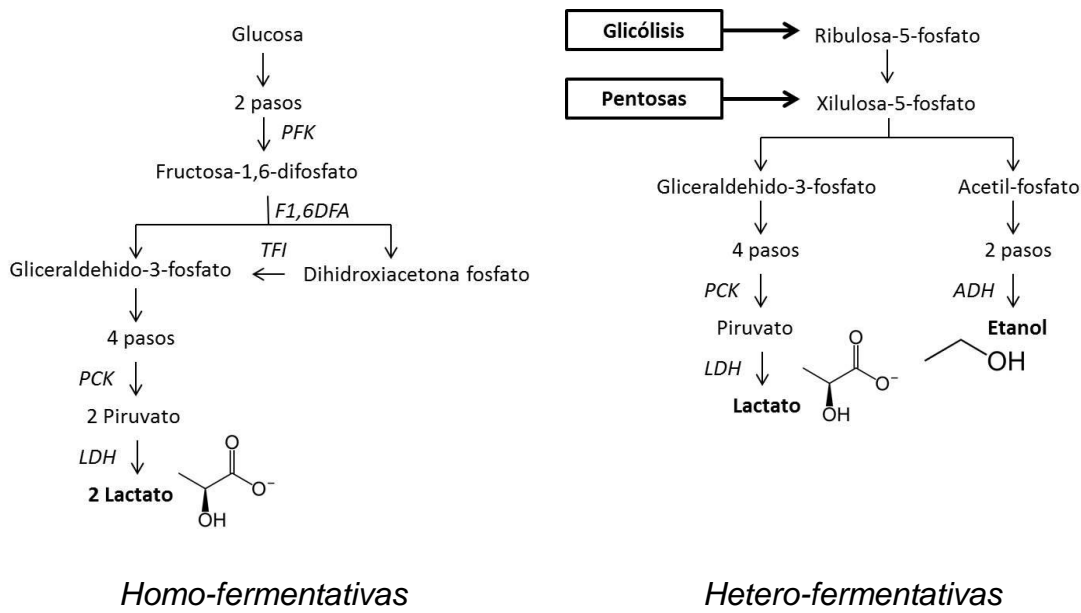 Glucosa
2 pasos
PFK
Fructosa-1,6-difosfato
F1,6DFA
TFI
Gliceraldehido-3-fosfato
Dihidroxiacetona fosfato
4 pasos
PCK
2 Piruvato
LDH
2 Lactato
O
O⁻
OH
Homo-fermentativas
Glicólisis
Ribulosa-5-fosfato
Pentosas
Xilulosa-5-fosfato
Gliceraldehido-3-fosfato
Acetil-fosfato
4 pasos
2 pasos
PCK
ADH
Piruvato
Etanol
OH
LDH
Lactato
O
O⁻
OH
Hetero-fermentativas